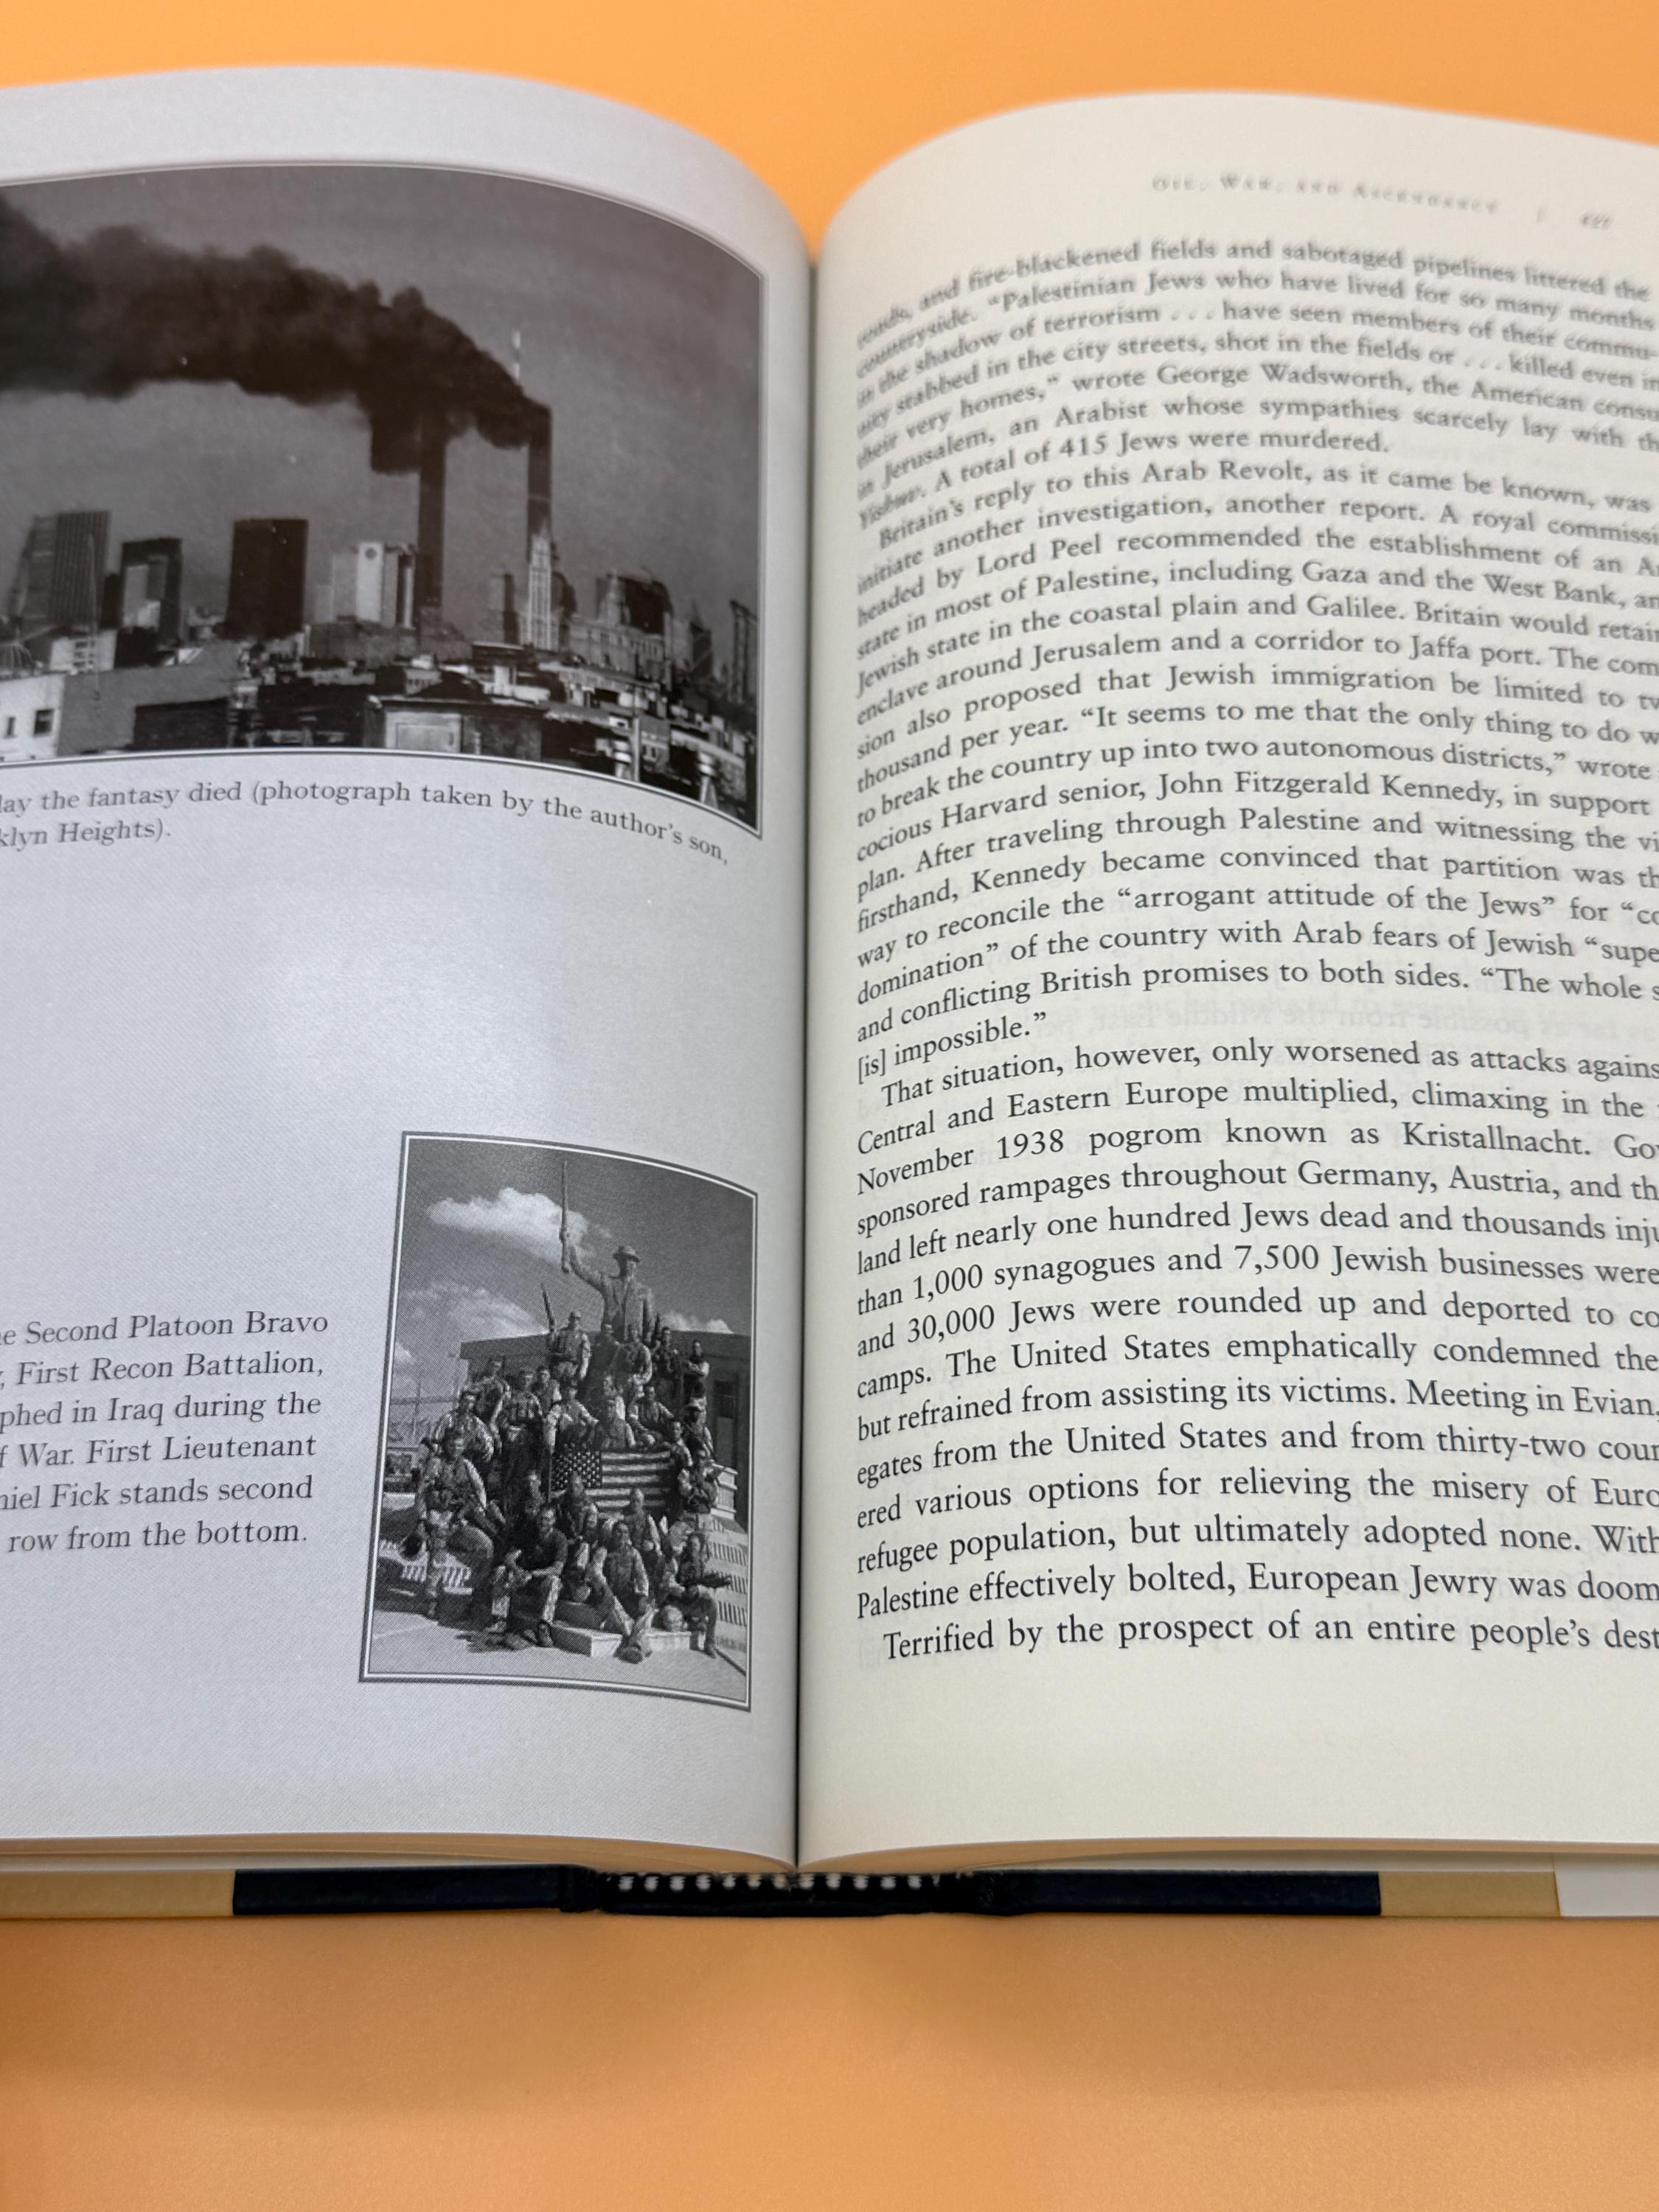 lay the fantasy died (photograph taken by the author's son,
klyn Heights).
e Second Platoon Bravo
, First Recon Battalion,
phed in Iraq during the
f War. First Lieutenant
niel Fick stands second
row from the bottom.
OIL, WAR, AND ASCENDANCY |
roads, and fire-blackened fields and sabotaged pipelines littered the
countryside. “Palestinian Jews who have lived for so many months
in the shadow of terrorism . . . have seen members of their commu-
nity stabbed in the city streets, shot in the fields or . . . killed even in
their very homes,” wrote George Wadsworth, the American consu
in Jerusalem, an Arabist whose sympathies scarcely lay with th
Yishuv. A total of 415 Jews were murdered.
Britain's reply to this Arab Revolt, as it came be known, was
initiate another investigation, another report. A royal commissi
headed by Lord Peel recommended the establishment of an A
state in most of Palestine, including Gaza and the West Bank, an
Jewish state in the coastal plain and Galilee. Britain would retain
enclave around Jerusalem and a corridor to Jaffa port. The com
sion also proposed that Jewish immigration be limited to tw
thousand per year. “It seems to me that the only thing to do w
to break the country up into two autonomous districts,” wrote
cocious Harvard senior, John Fitzgerald Kennedy, in support
plan. After traveling through Palestine and witnessing the vi
firsthand, Kennedy became convinced that partition was th
way to reconcile the “arrogant attitude of the Jews” for “co
domination” of the country with Arab fears of Jewish “supe
and conflicting British promises to both sides. “The whole s
[is] impossible.”
That situation, however, only worsened as attacks agains
Central and Eastern Europe multiplied, climaxing in the
November 1938 pogrom known as Kristallnacht. Go
sponsored rampages throughout Germany, Austria, and th
land left nearly one hundred Jews dead and thousands inju
than 1,000 synagogues and 7,500 Jewish businesses were
and 30,000 Jews were rounded up and deported to co
camps. The United States emphatically condemned the
but refrained from assisting its victims. Meeting in Evian,
egates from the United States and from thirty-two cour
ered various options for relieving the misery of Euro
refugee population, but ultimately adopted none. With
Palestine effectively bolted, European Jewry was doom
Terrified by the prospect of an entire people's dest